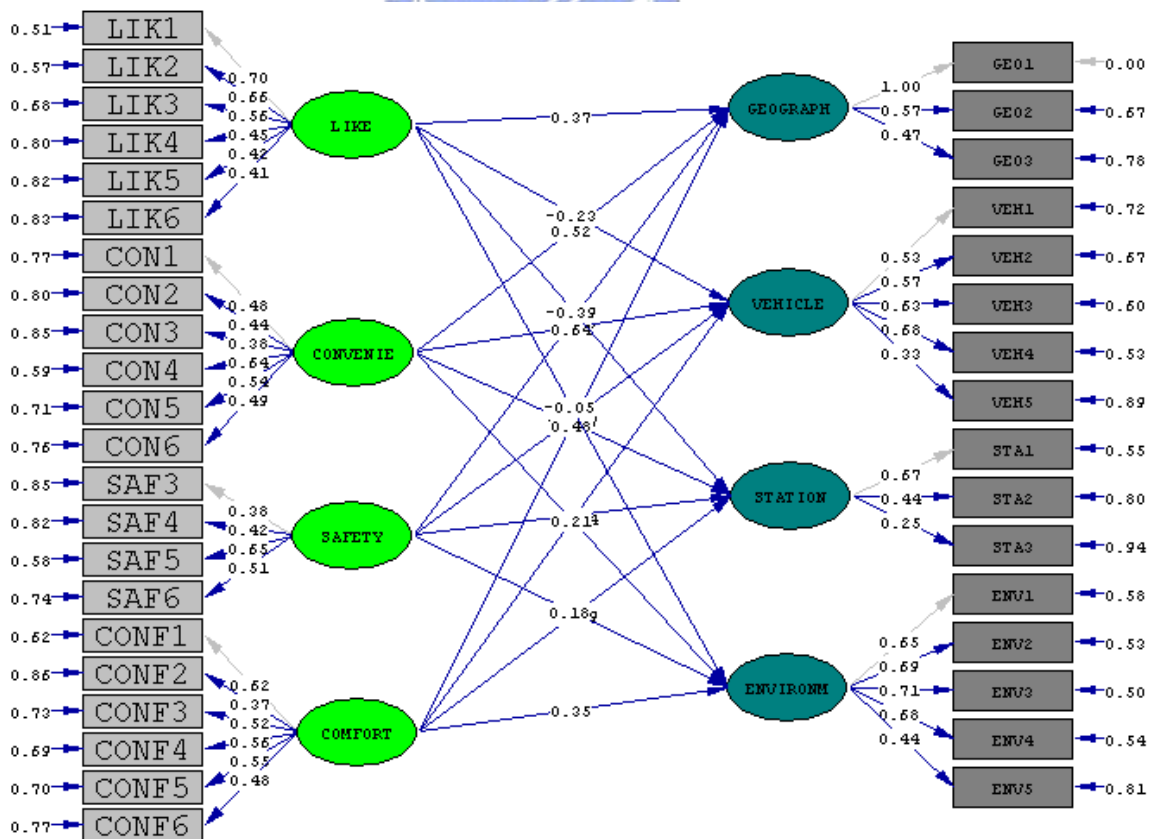 0.51 LIK1
0.57 LIK2
0.68 LIK3
0.80 LIK4
0.82 LIK5
0.83 LIK6
0.77 CON1
0.80 CON2
0.85 CON3
0.59 CON4
0.71 CON5
0.76 CON6
0.85 SAF3
0.82 SAF4
0.58 SAF5
0.74 SAF6
0.62 CONF1
0.86 CONF2
0.73 CONF3
0.69 CONF4
0.70 CONF5
0.77 CONF6
0.70
0.66
0.56
0.45
0.42
0.41
0.48
0.44
0.38
0.64
0.54
0.49
0.38
0.42
0.65
0.51
0.62
0.37
0.52
0.56
0.55
0.48
LIKE
CONVENIE
SAFETY
COMFORT
0.37
-0.23
0.52
-0.39
0.64
-0.05
0.48
0.21
0.18
0.35
GEOGRAPH
VEHICLE
STATION
ENVIRONM
1.00
0.57
0.47
0.53
0.57
0.63
0.68
0.33
0.67
0.44
0.25
0.65
0.69
0.71
0.68
0.44
GEO1 0.00
GEO2 0.67
GEO3 0.78
VEH1 0.72
VEH2 0.67
VEH3 0.60
VEH4 0.53
VEH5 0.89
STA1 0.55
STA2 0.80
STA3 0.94
ENV1 0.58
ENV2 0.53
ENV3 0.50
ENV4 0.54
ENV5 0.81